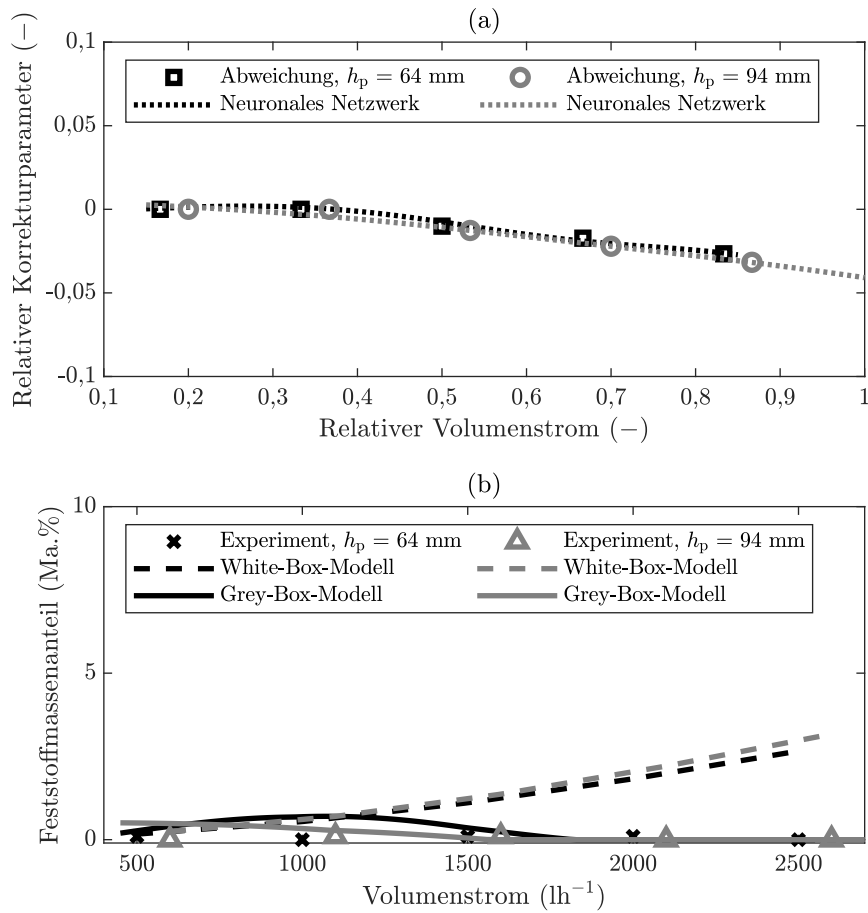 (a)
0,1
0,05
0
-0,05
-0,1
Relativer Korrekturparameter (−)
Abweichung, hₚ = 64 mm
Abweichung, hₚ = 94 mm
Neuronales Netzwerk
Neuronales Netzwerk
0,1 0,2 0,3 0,4 0,5 0,6 0,7 0,8 0,9 1
Relativer Volumenstrom (−)
(b)
10
5
0
Feststoffmassenanteil (Ma.%)
Experiment, hₚ = 64 mm
Experiment, hₚ = 94 mm
White-Box-Modell
White-Box-Modell
Grey-Box-Modell
Grey-Box-Modell
500 1000 1500 2000 2500
Volumenstrom (lh⁻¹)